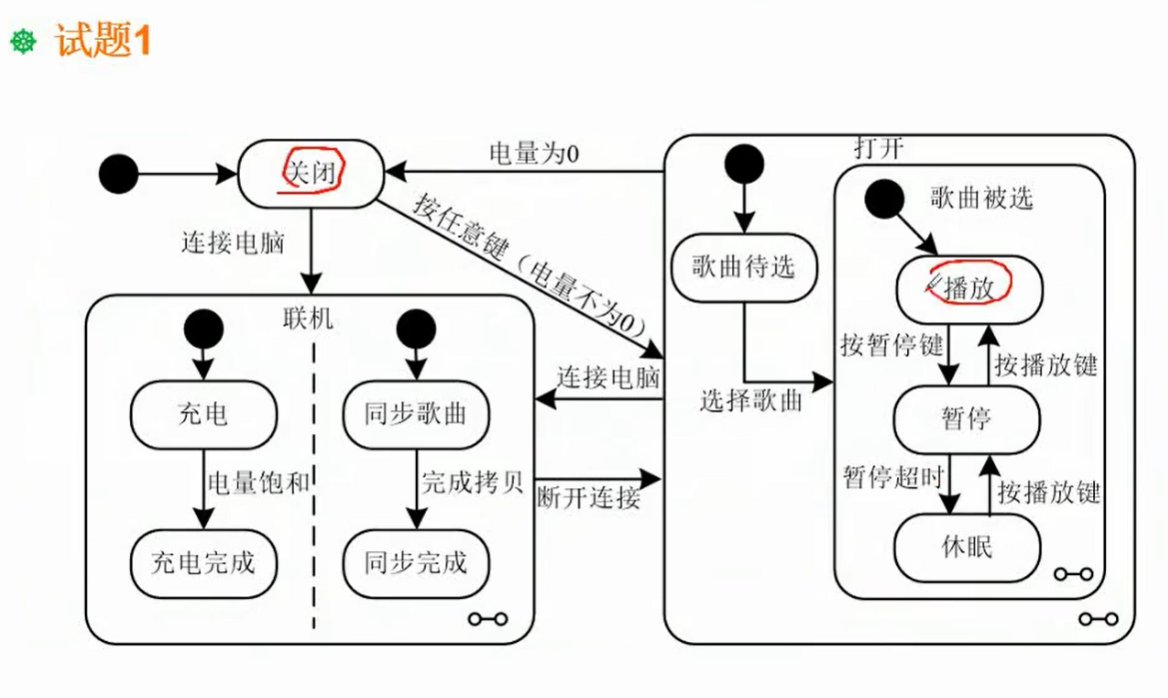 试题1
关闭
电量为0
打开
按任意键（电量不为0）
连接电脑
歌曲被选
歌曲待选
播放
联机
按暂停键
按播放键
连接电脑
选择歌曲
充电
同步歌曲
暂停
电量饱和
完成拷贝
断开连接
暂停超时
按播放键
充电完成
同步完成
休眠